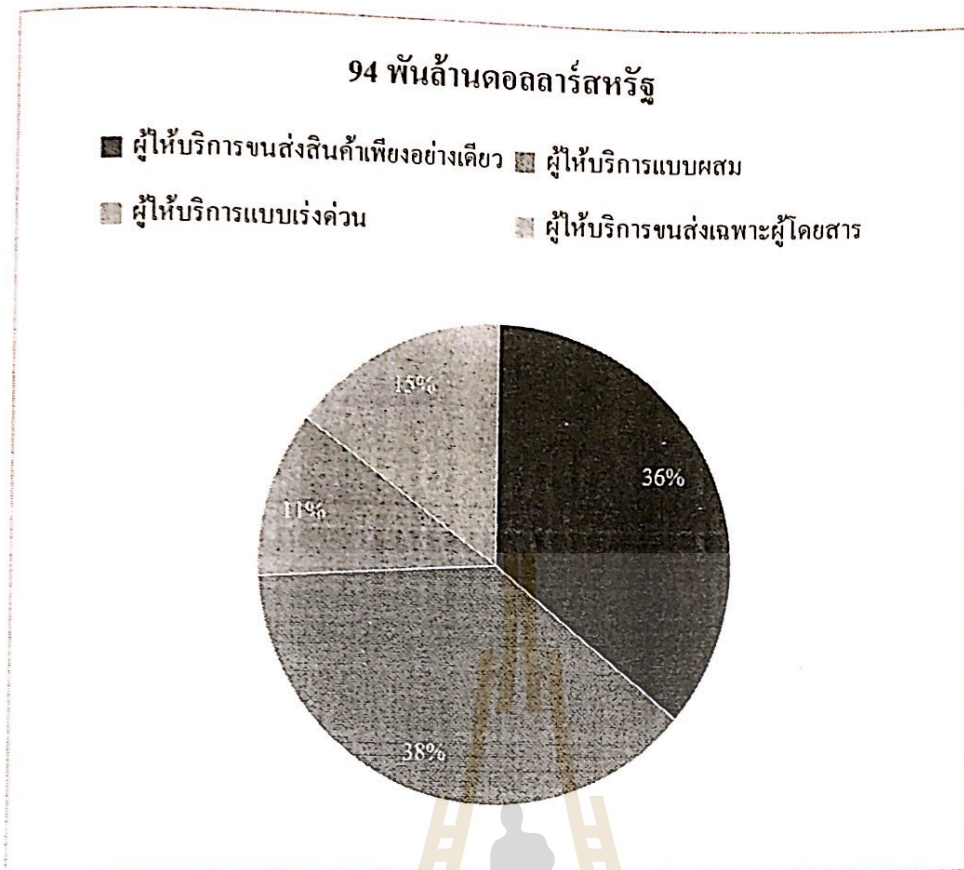 94 พันล้านดอลลาร์สหรัฐ
ผู้ให้บริการขนส่งสินค้าเพียงอย่างเดียว ผู้ให้บริการแบบผสม
ผู้ให้บริการแบบเร่งด่วน ผู้ให้บริการขนส่งเฉพาะผู้โดยสาร
15%
36%
11%
38%